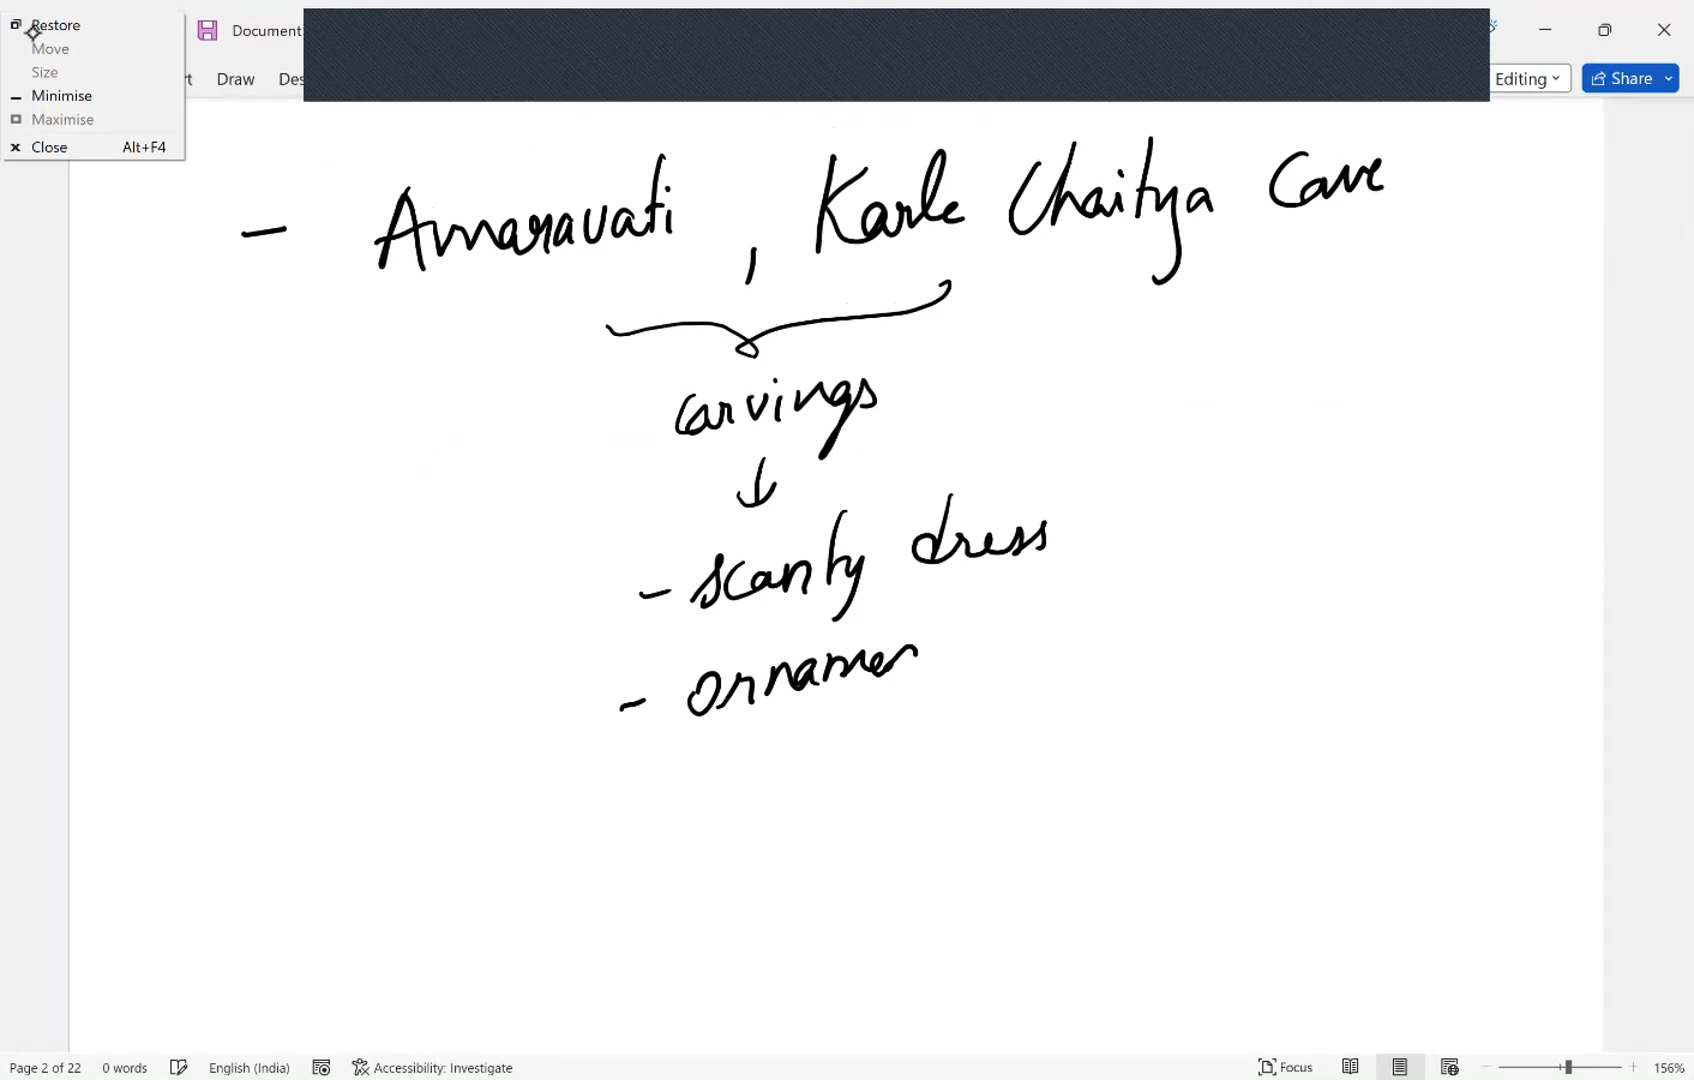 Restore
Move
Size
Minimise
Maximise
Close Alt+F4
Document
Draw Des
Editing
Share
- Amaravati, Karle Chaitya Cave
carvings
↓
- scanty dress
- ornamen
Page 2 of 22 0 words English (India) Accessibility: Investigate Focus 156%